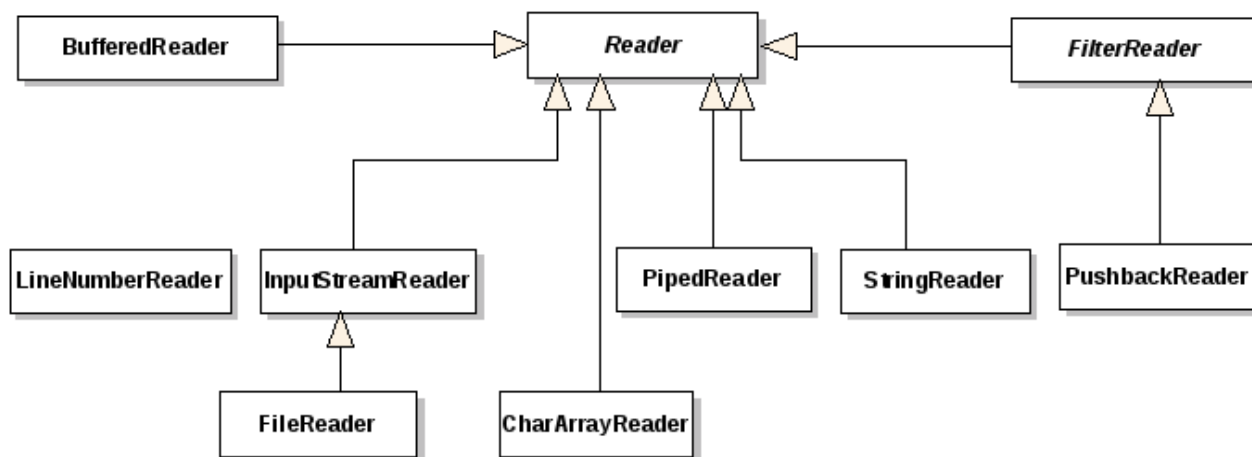 BufferedReader
Reader
FilterReader
LineNumberReader
InputStreamReader
PipedReader
StringReader
PushbackReader
FileReader
CharArrayReader